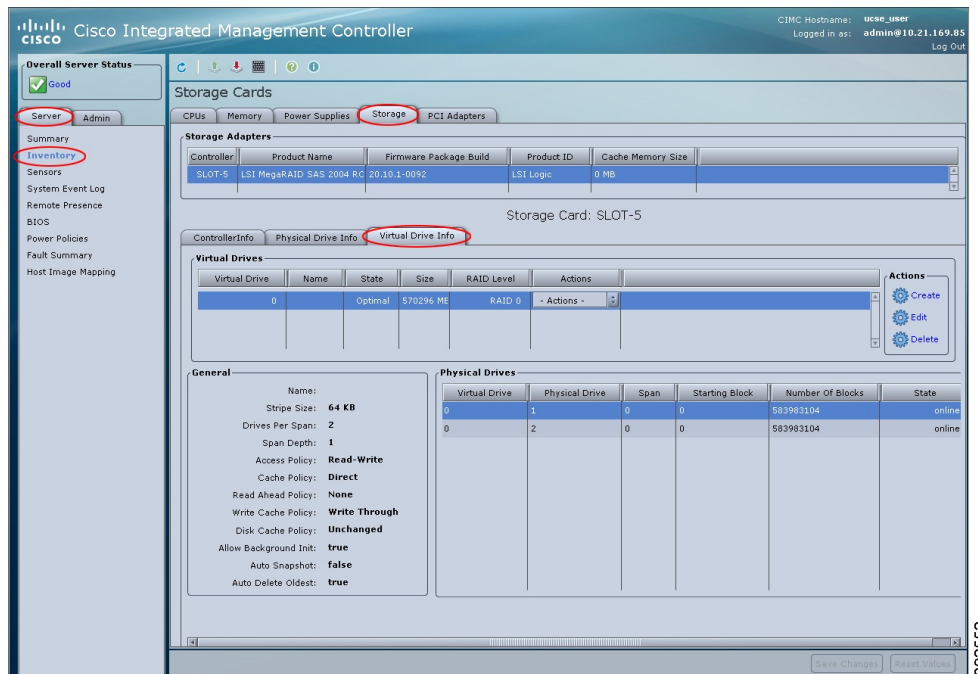 CISCO Cisco Integrated Management Controller
CIMC Hostname: ucse_user
Logged in as: admin@10.21.169.85
Log Out
Overall Server Status
Good
Server Admin
Summary
Inventory
Sensors
System Event Log
Remote Presence
BIOS
Power Policies
Fault Summary
Host Image Mapping
Storage Cards
CPUs Memory Power Supplies Storage PCI Adapters
Storage Adapters
Controller Product Name Firmware Package Build Product ID Cache Memory Size
SLOT-5 LSI MegaRAID SAS 2004 RC 20.10.1-0092 LSI Logic 0 MB
Storage Card: SLOT-5
ControllerInfo Physical Drive Info Virtual Drive Info
Virtual Drives
Virtual Drive Name State Size RAID Level Actions
0 Optimal 570296 ME RAID 0 - Actions -
Actions
Create
Edit
Delete
General
Name:
Stripe Size: 64 KB
Drives Per Span: 2
Span Depth: 1
Access Policy: Read-Write
Cache Policy: Direct
Read Ahead Policy: None
Write Cache Policy: Write Through
Disk Cache Policy: Unchanged
Allow Background Init: true
Auto Snapshot: false
Auto Delete Oldest: true
Physical Drives
Virtual Drive Physical Drive Span Starting Block Number Of Blocks State
0 1 0 0 583983104 online
0 2 0 0 583983104 online
Save Changes Reset Values